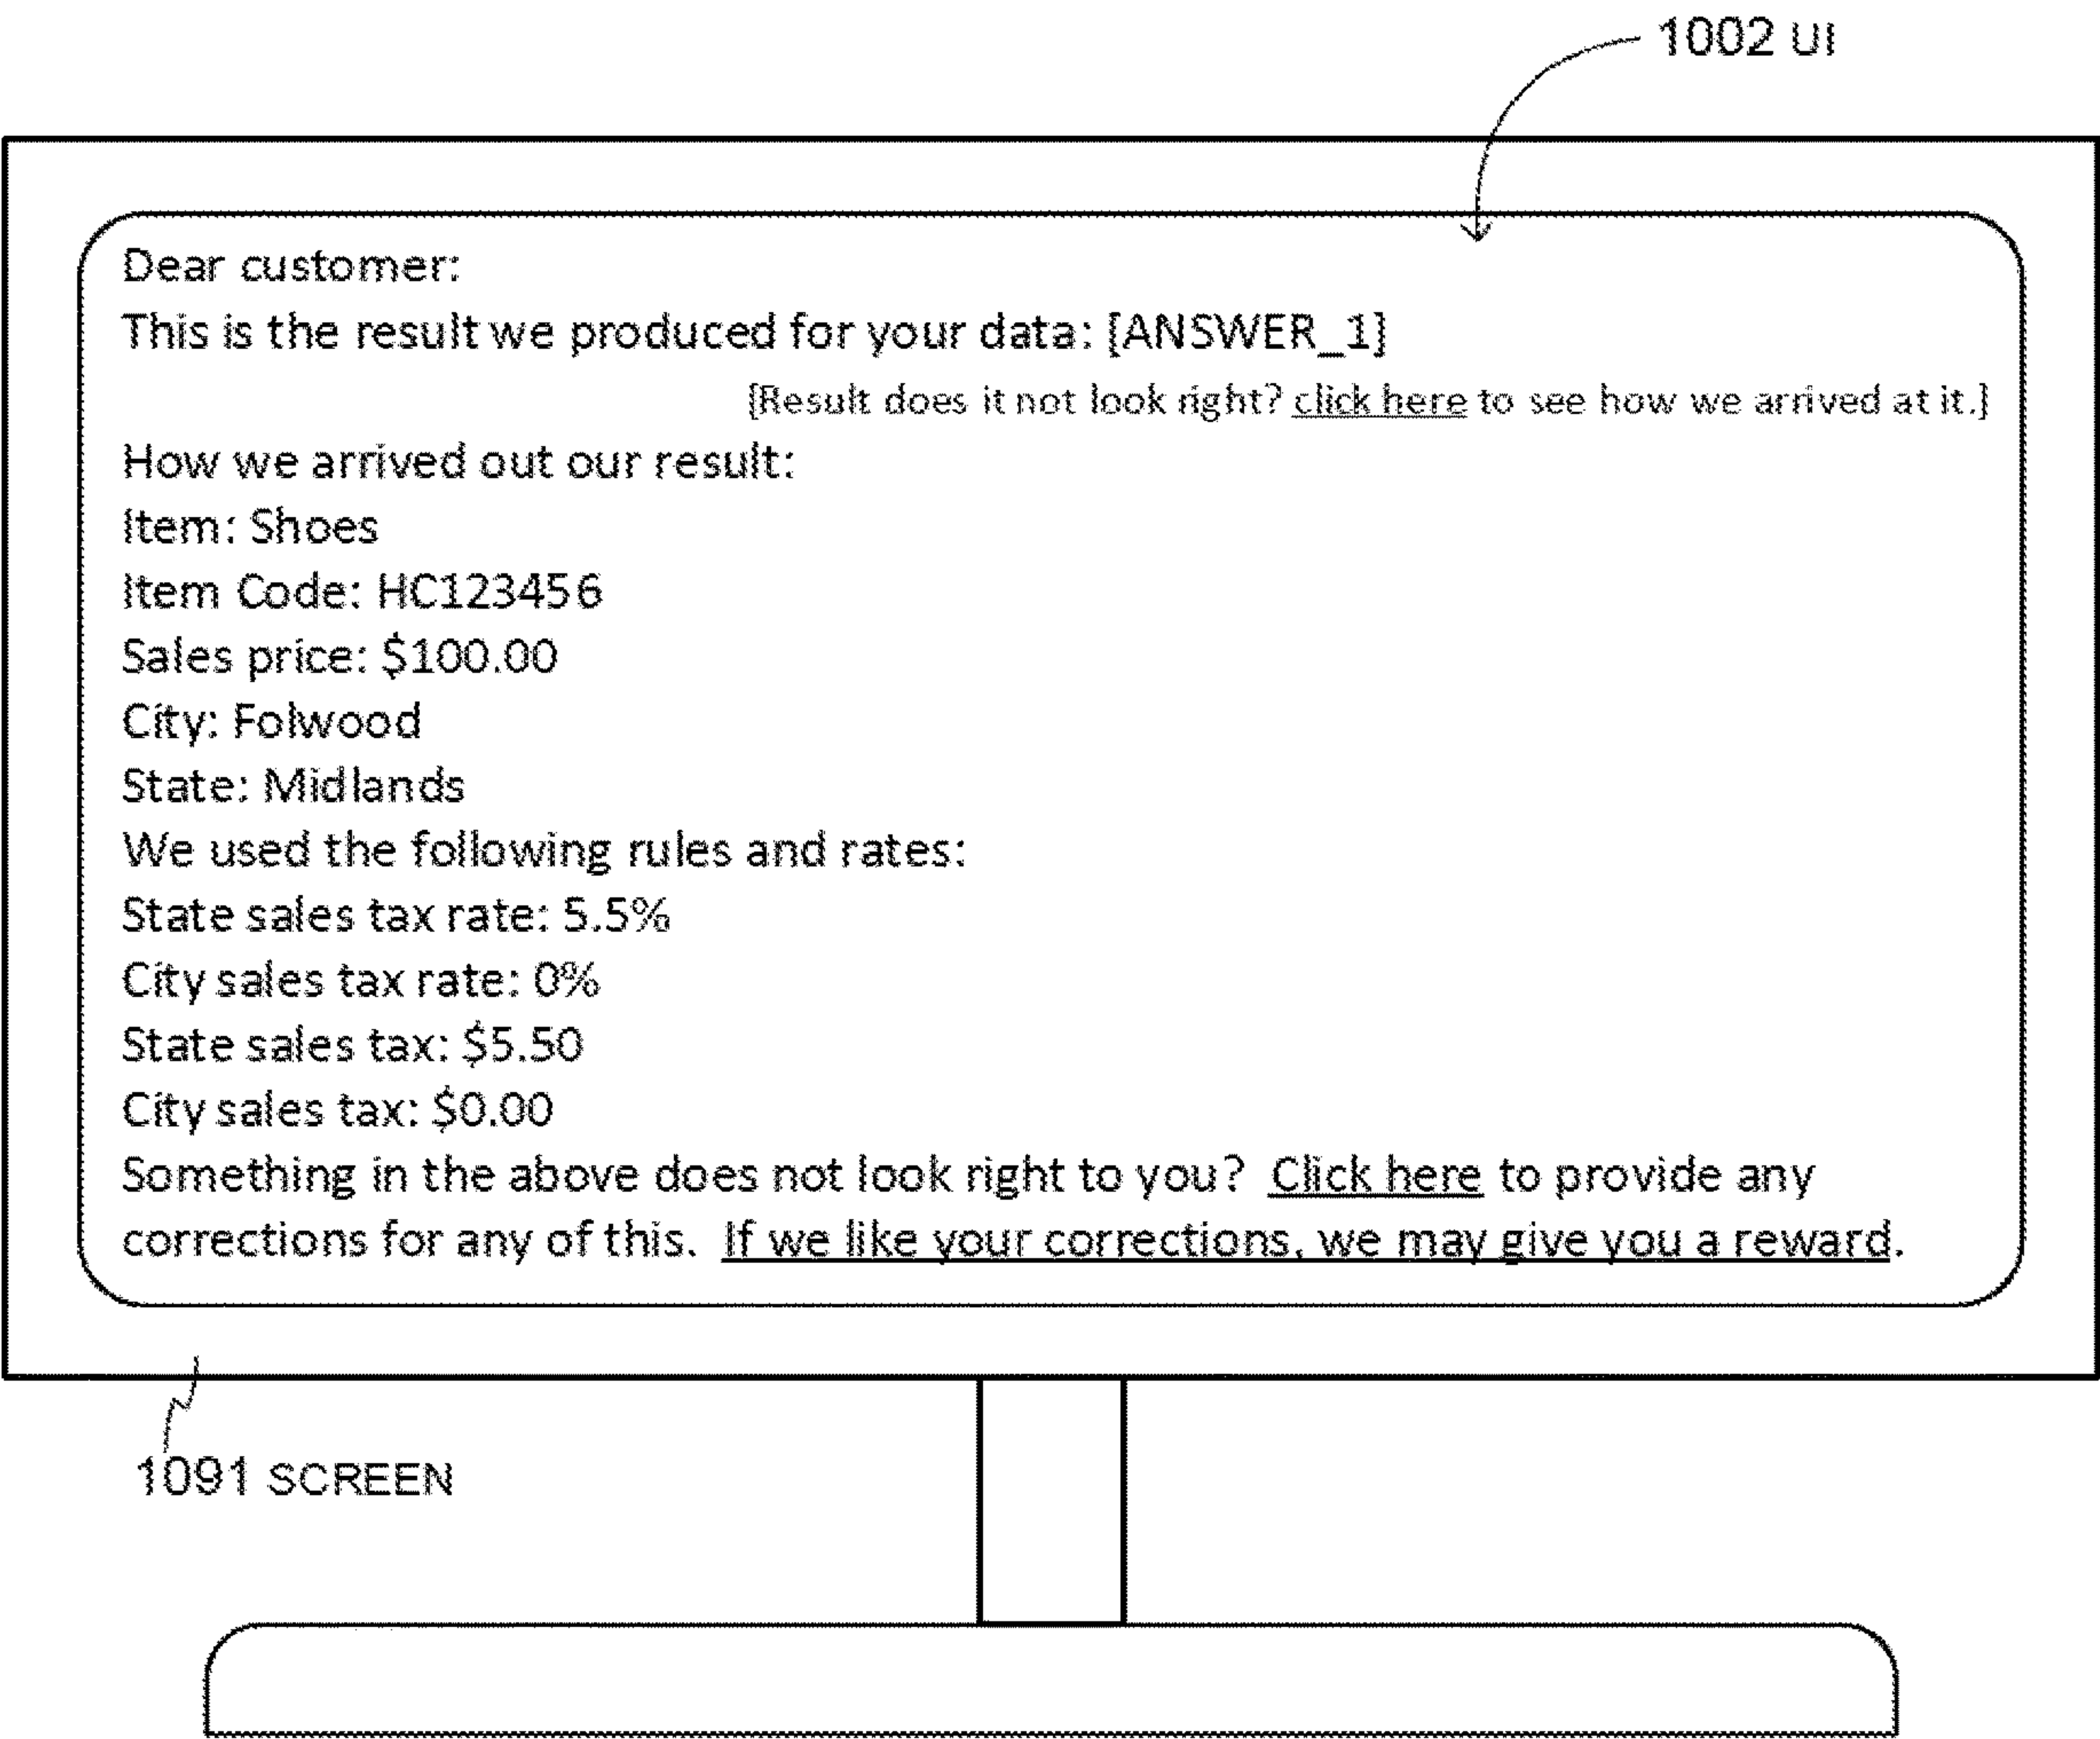 1002 UI
Dear customer:
This is the result we produced for your data: [ANSWER_1]
[Result does it not look right? click here to see how we arrived at it.]
How we arrived out our result:
Item: Shoes
Item Code: HC123456
Sales price: $100.00
City: Folwood
State: Midlands
We used the following rules and rates:
State sales tax rate: 5.5%
City sales tax rate: 0%
State sales tax: $5.50
City sales tax: $0.00
Something in the above does not look right to you? Click here to provide any
corrections for any of this. If we like your corrections, we may give you a reward.
1091 SCREEN